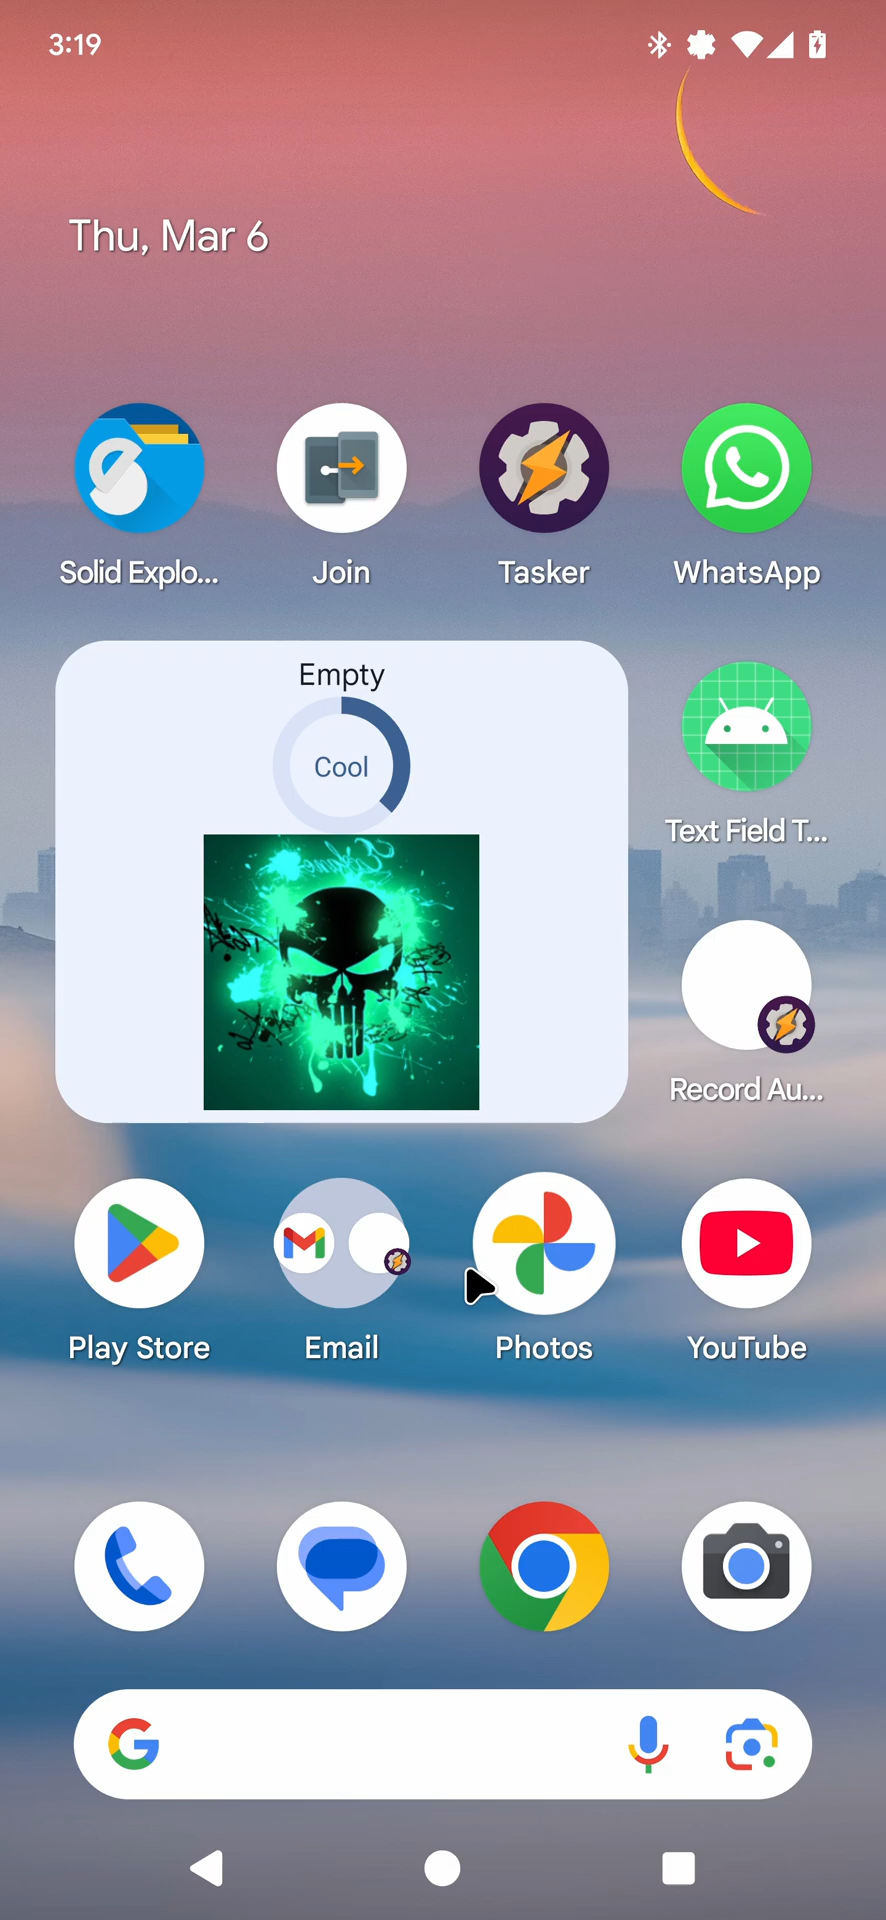 3:19
Thu, Mar 6
Solid Explo...
Join
Tasker
WhatsApp
Empty
Cool
Text Field T...
Record Au...
Play Store
Email
Photos
YouTube